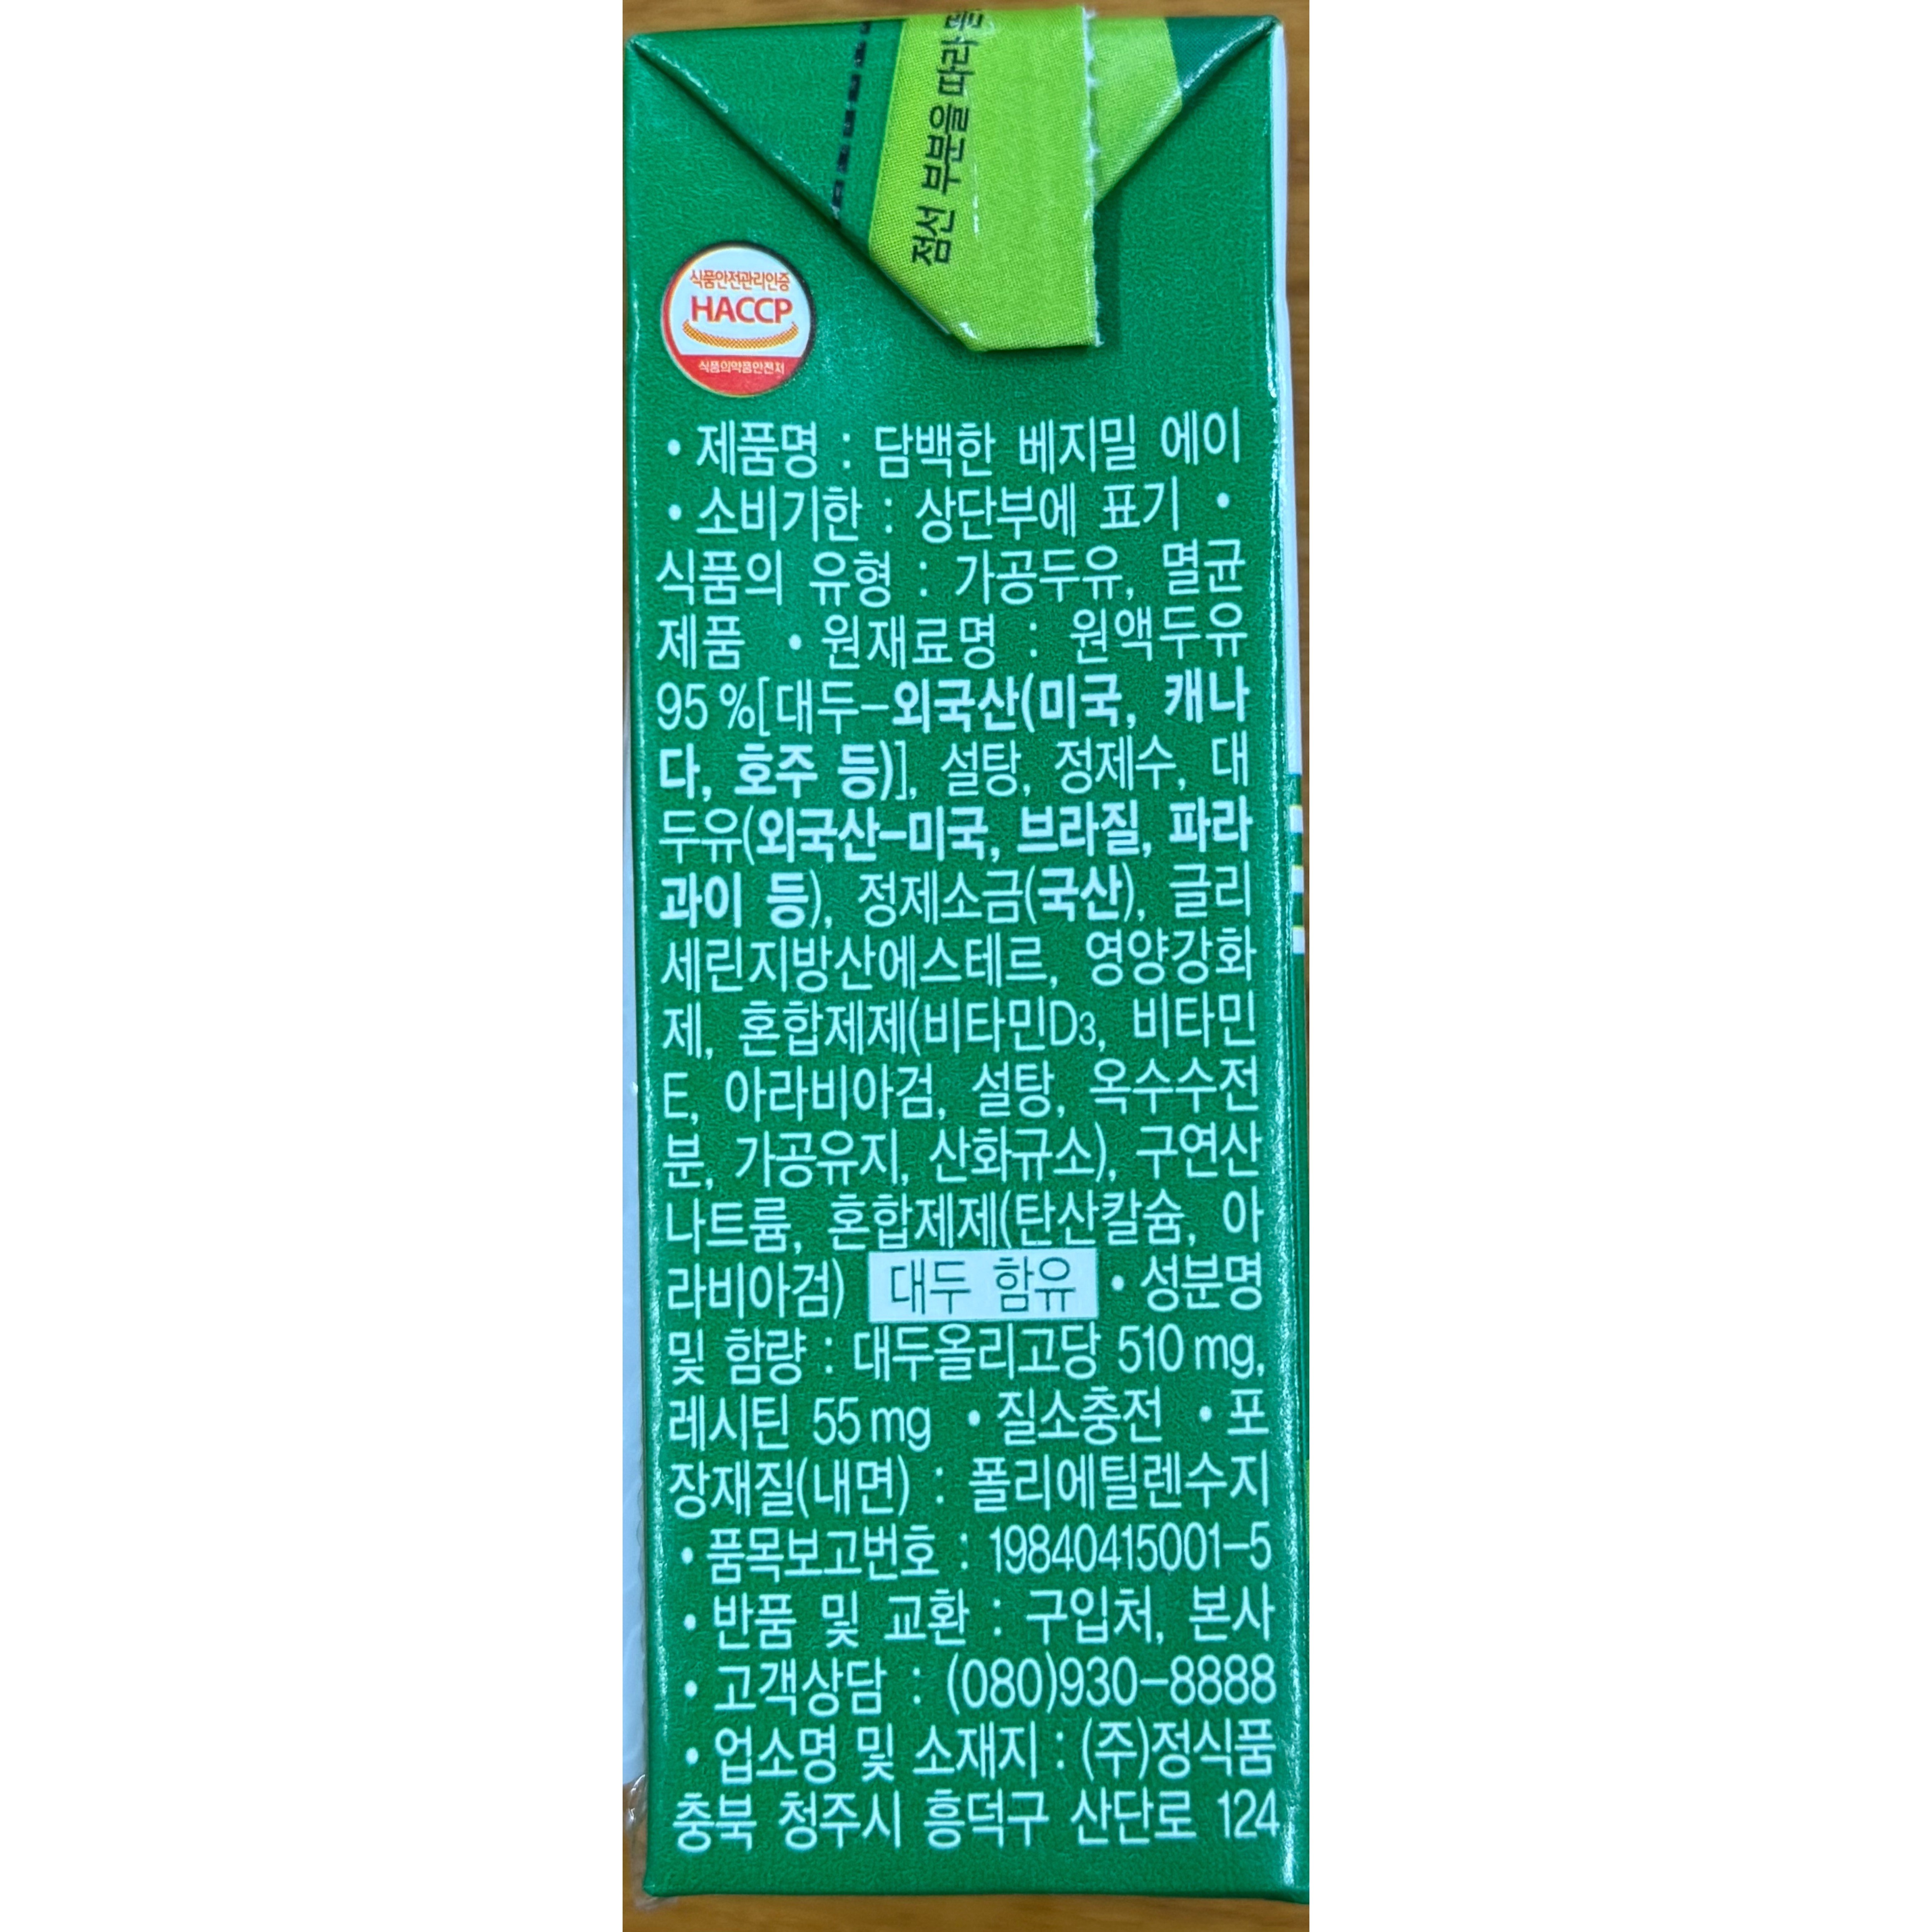 점선 부분을 따라
식품안전관리인증
HACCP
식품의약품안전처
• 제품명 : 담백한 베지밀 에이
• 소비기한 : 상단부에 표기 •
식품의 유형 : 가공두유, 멸균
제품 • 원재료명 : 원액두유
95 %[대두-외국산(미국, 캐나
다, 호주 등)], 설탕, 정제수, 대
두유(외국산-미국, 브라질, 파라
과이 등), 정제소금(국산), 글리
세린지방산에스테르, 영양강화
제, 혼합제제(비타민D3, 비타민
E, 아라비아검, 설탕, 옥수수전
분, 가공유지, 산화규소), 구연산
나트륨, 혼합제제(탄산칼슘, 아
라비아검) 대두 함유 • 성분명
및 함량 : 대두올리고당 510 mg,
레시틴 55 mg • 질소충전 • 포
장재질(내면) : 폴리에틸렌수지
• 품목보고번호 : 19840415001-5
• 반품 및 교환 : 구입처, 본사
• 고객상담 : (080)930-8888
• 업소명 및 소재지 : (주)정식품
충북 청주시 흥덕구 산단로 124